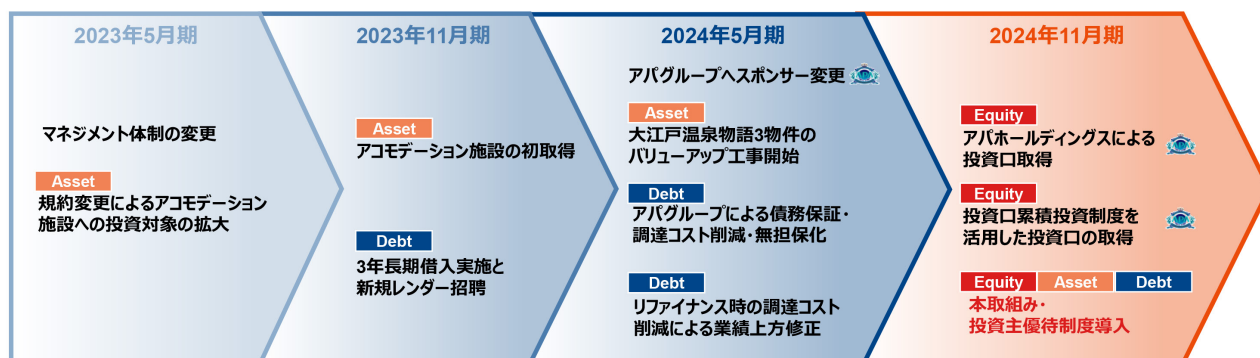 2023年5月期
マネジメント体制の変更
Asset
規約変更によるアコモデーション
施設への投資対象の拡大
2023年11月期
Asset
アコモデーション施設の初取得
Debt
3年長期借入実施と
新規レンダー招聘
2024年5月期
アパグループへスポンサー変更
Asset
大江戸温泉物語3物件の
バリューアップ工事開始
Debt
アパグループによる債務保証・
調達コスト削減・無担保化
Debt
リファイナンス時の調達コスト
削減による業績上方修正
2024年11月期
Equity
アパホールディングスによる
投資口取得
Equity
投資口累積投資制度を
活用した投資口の取得
Equity Asset Debt
本取組み・
投資主優待制度導入